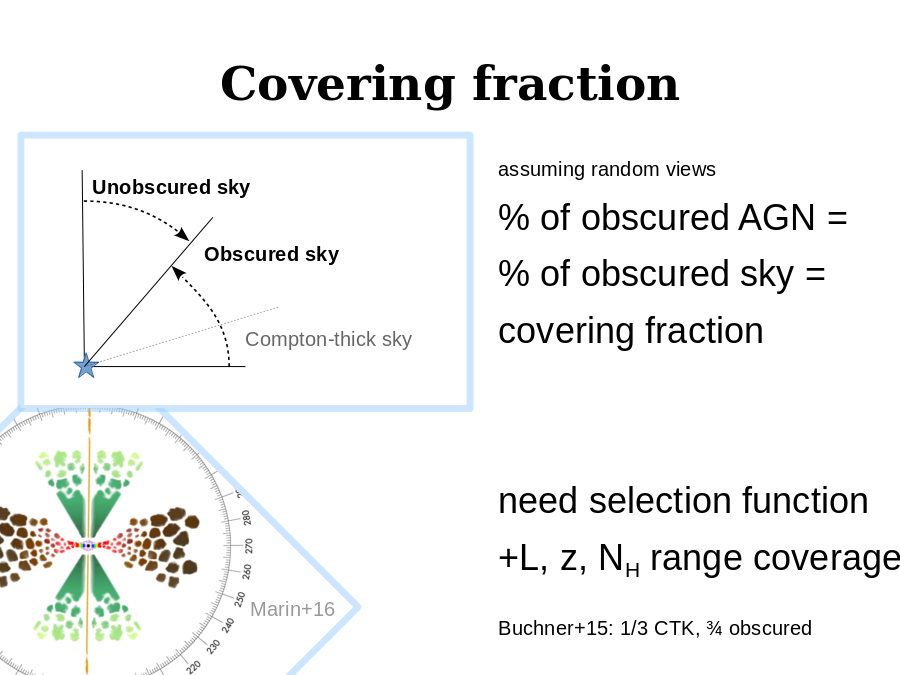 Covering fraction
Unobscured sky
Obscured sky
Compton-thick sky
assuming random views
% of obscured AGN =
% of obscured sky =
covering fraction
need selection function
+L, z, NH range coverage
Buchner+15: 1/3 CTK, ¾ obscured
280
270
260
250
240
230
220
Marin+16